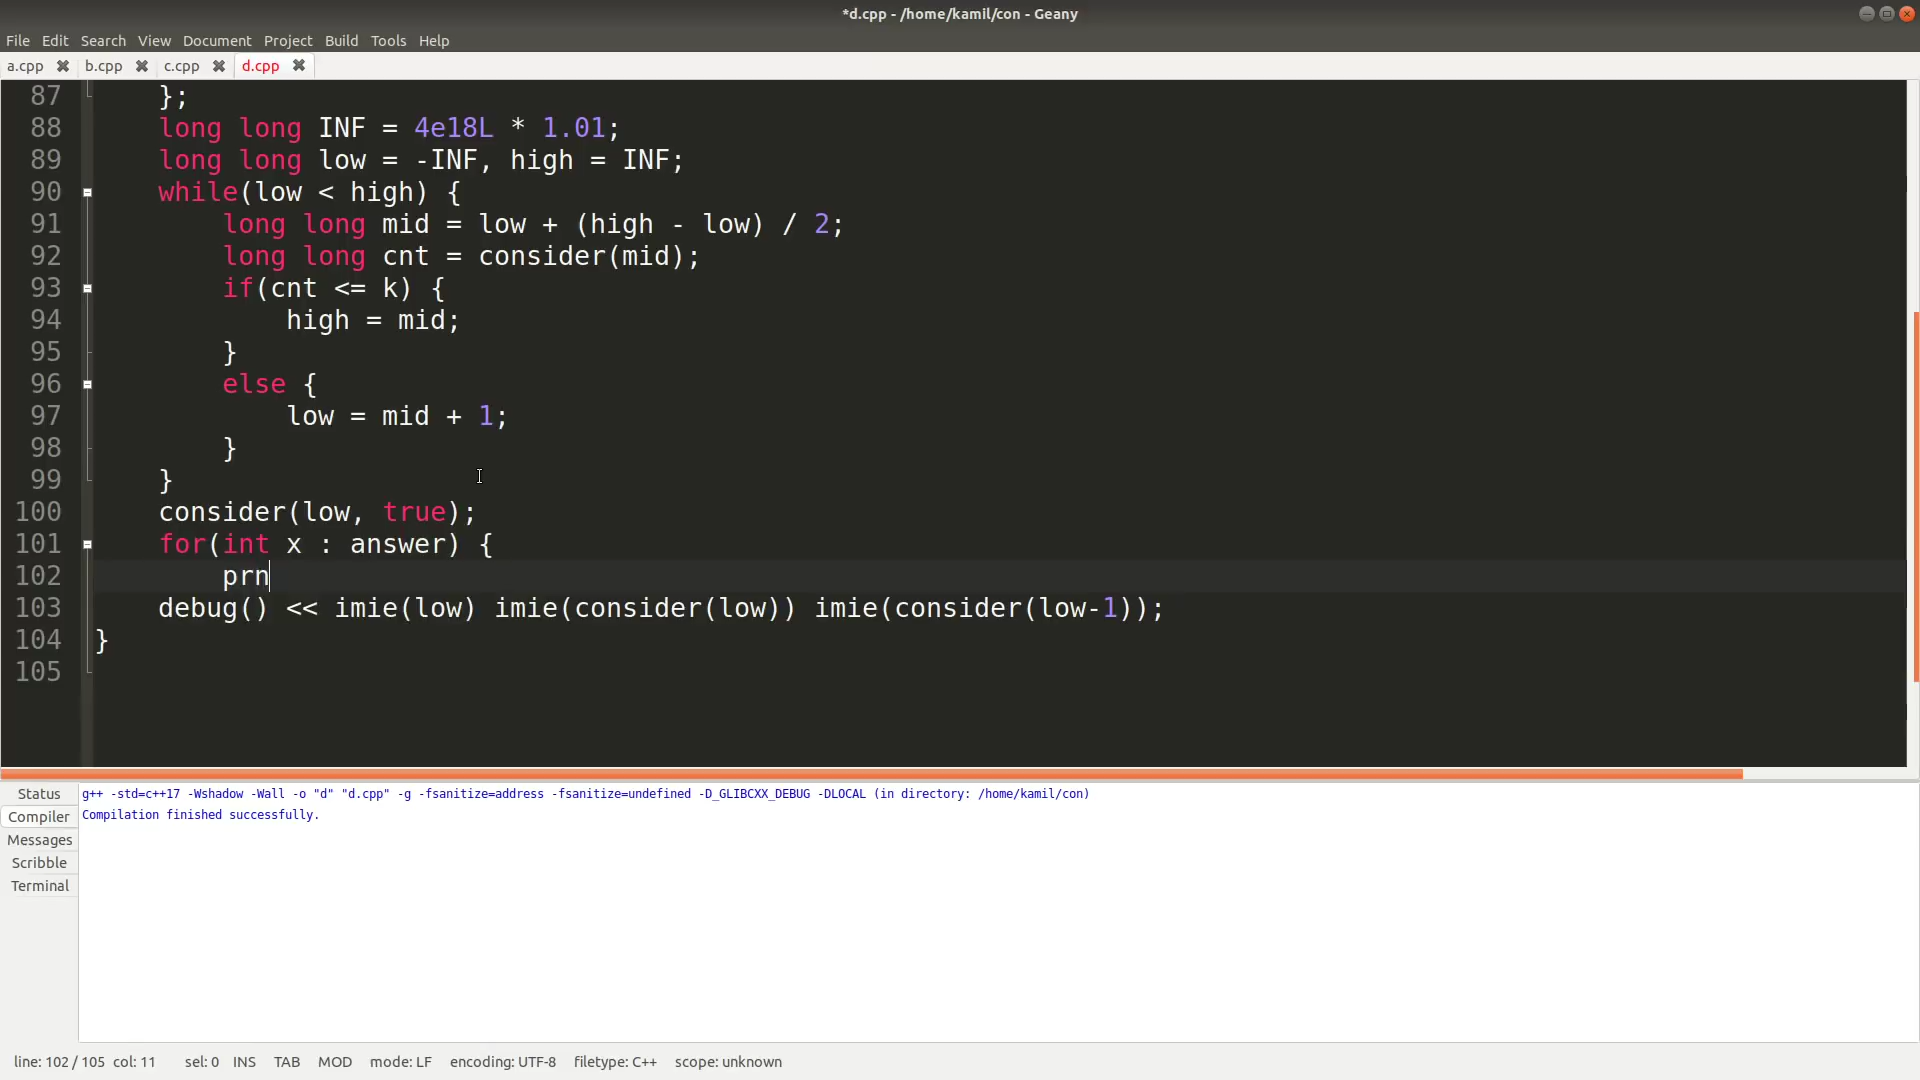 *d.cpp - /home/kamil/con - Geany
File Edit Search View Document Project Build Tools Help
a.cpp b.cpp c.cpp d.cpp
87 };
88 long long INF = 4e18L * 1.01;
89 long long low = -INF, high = INF;
90 while(low < high) {
91 long long mid = low + (high - low) / 2;
92 long long cnt = consider(mid);
93 if(cnt <= k) {
94 high = mid;
95 }
96 else {
97 low = mid + 1;
98 }
99 }
100 consider(low, true);
101 for(int x : answer) {
102 prn
103 debug() << imie(low) imie(consider(low)) imie(consider(low-1));
104 }
105
Status
Compiler
Messages
Scribble
Terminal
g++ -std=c++17 -Wshadow -Wall -o "d" "d.cpp" -g -fsanitize=address -fsanitize=undefined -D_GLIBCXX_DEBUG -DLOCAL (in directory: /home/kamil/con)
Compilation finished successfully.
line: 102 / 105 col: 11 sel: 0 INS TAB MOD mode: LF encoding: UTF-8 filetype: C++ scope: unknown